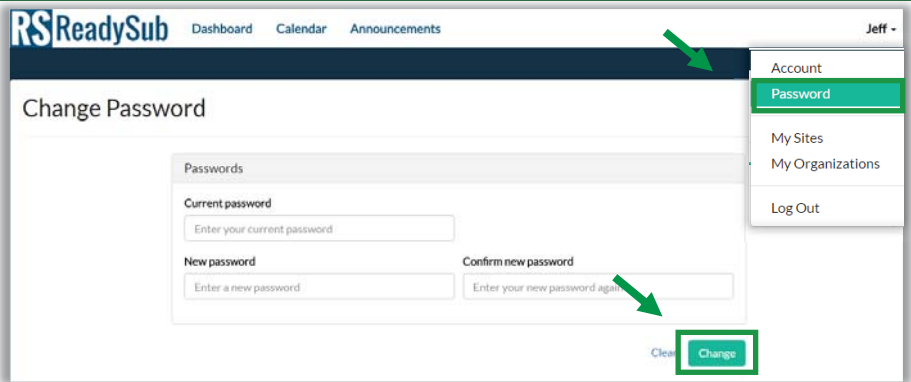 RS ReadySub Dashboard Calendar Announcements Jeff
Account
Password
My Sites
My Organizations
Log Out
Change Password
Passwords
Current password
Enter your current password
New password Confirm new password
Enter a new password Enter your new password again
Clear Change